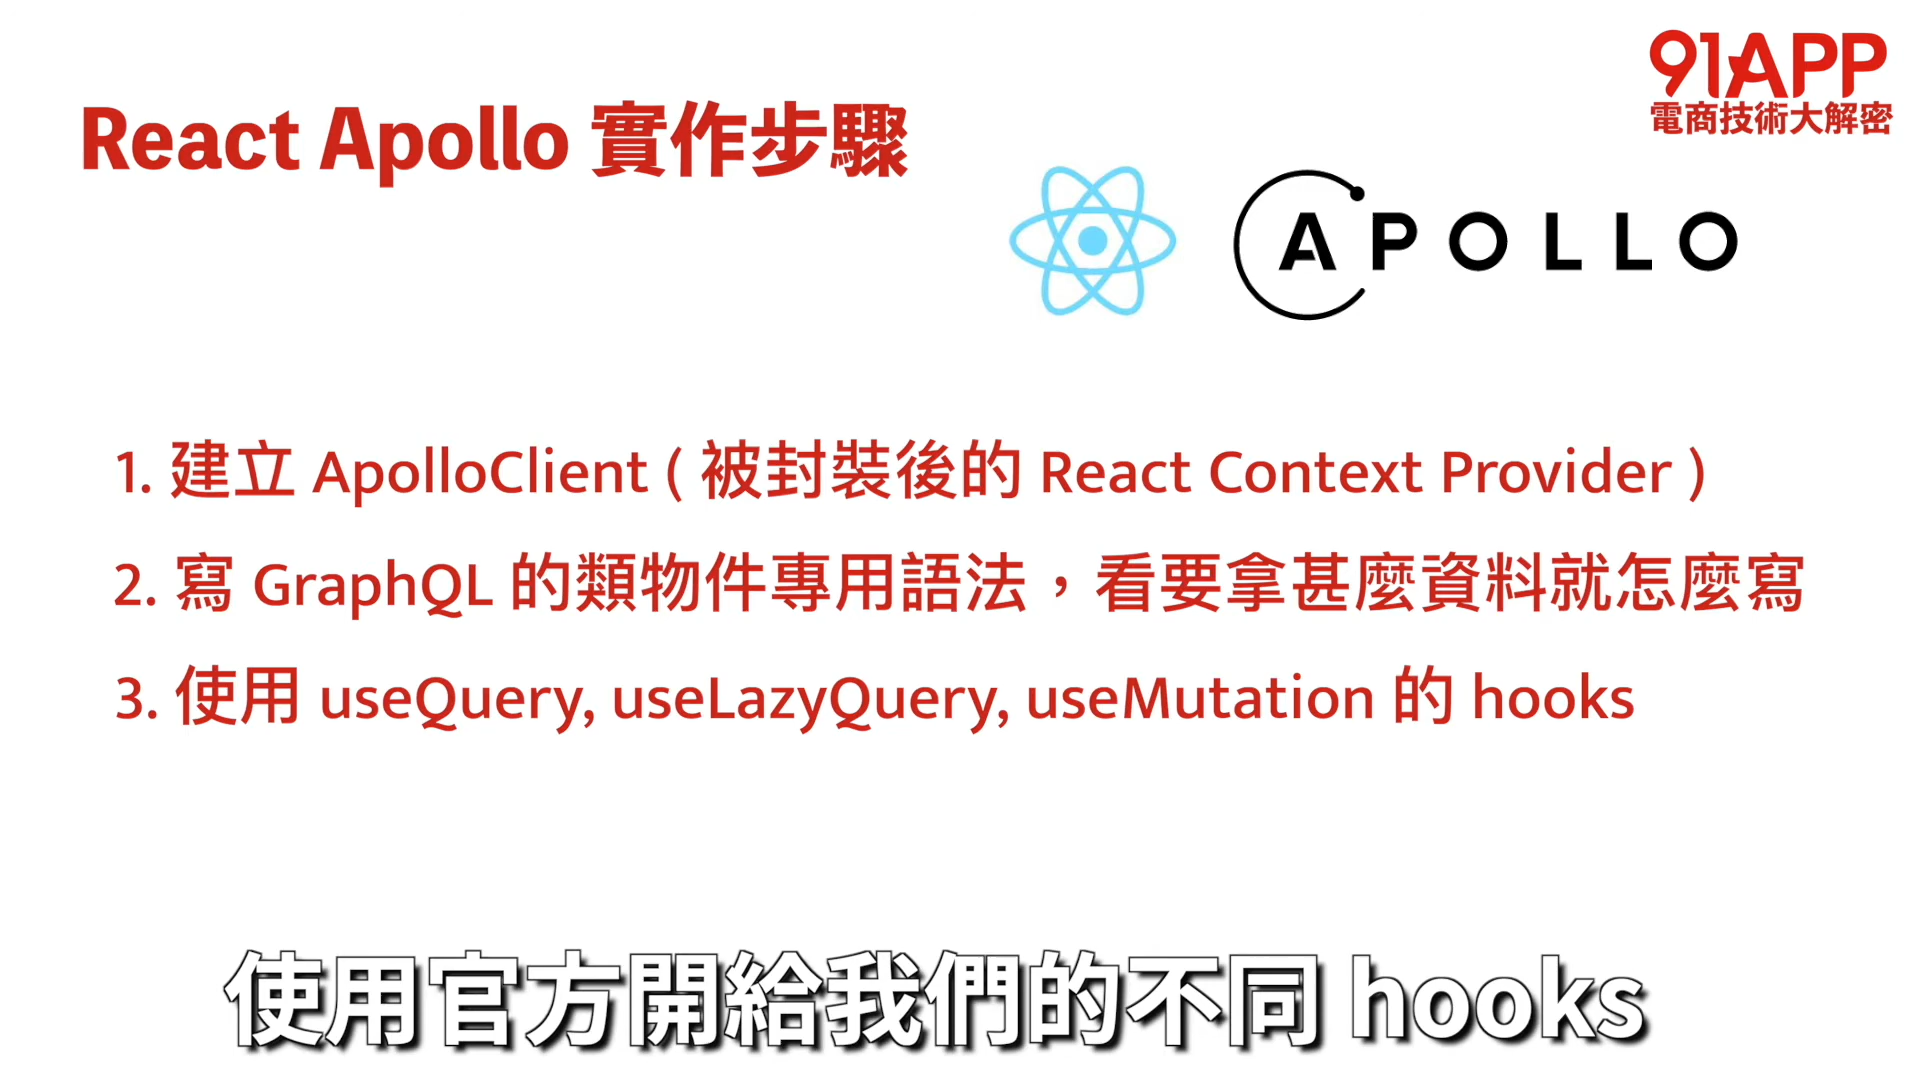 91APP
電商技術大解密
React Apollo 實作步驟
APOLLO
1. 建立 ApolloClient ( 被封裝後的 React Context Provider )
2. 寫 GraphQL 的類物件專用語法，看要拿甚麼資料就怎麼寫
3. 使用 useQuery, useLazyQuery, useMutation 的 hooks
使用官方開給我們的不同 hooks